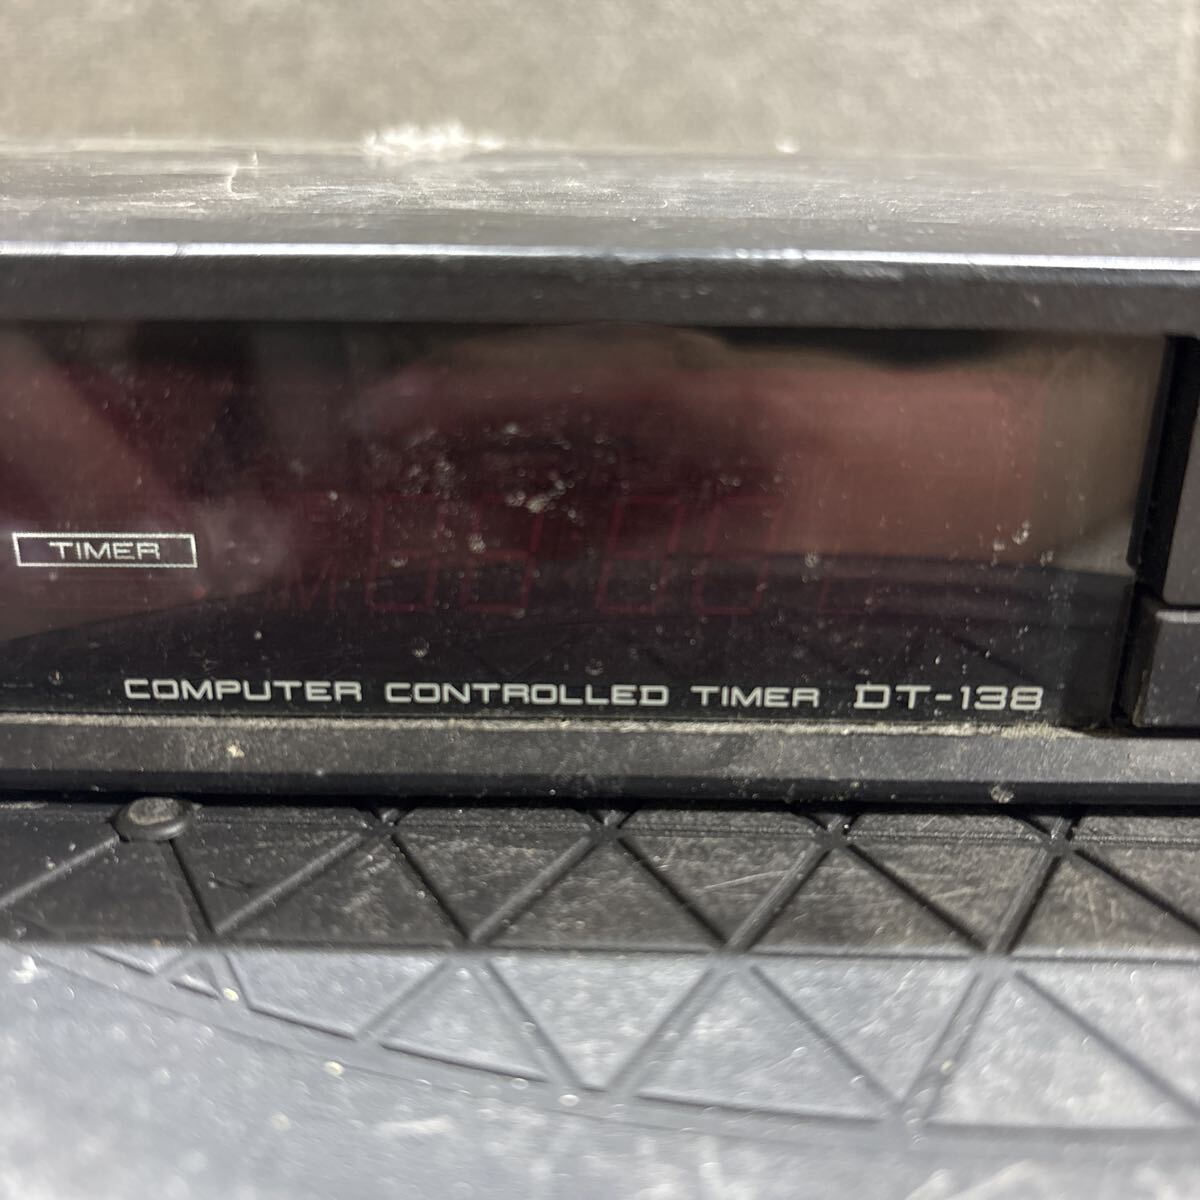 TIMER
COMPUTER CONTROLLED TIMER DT-138